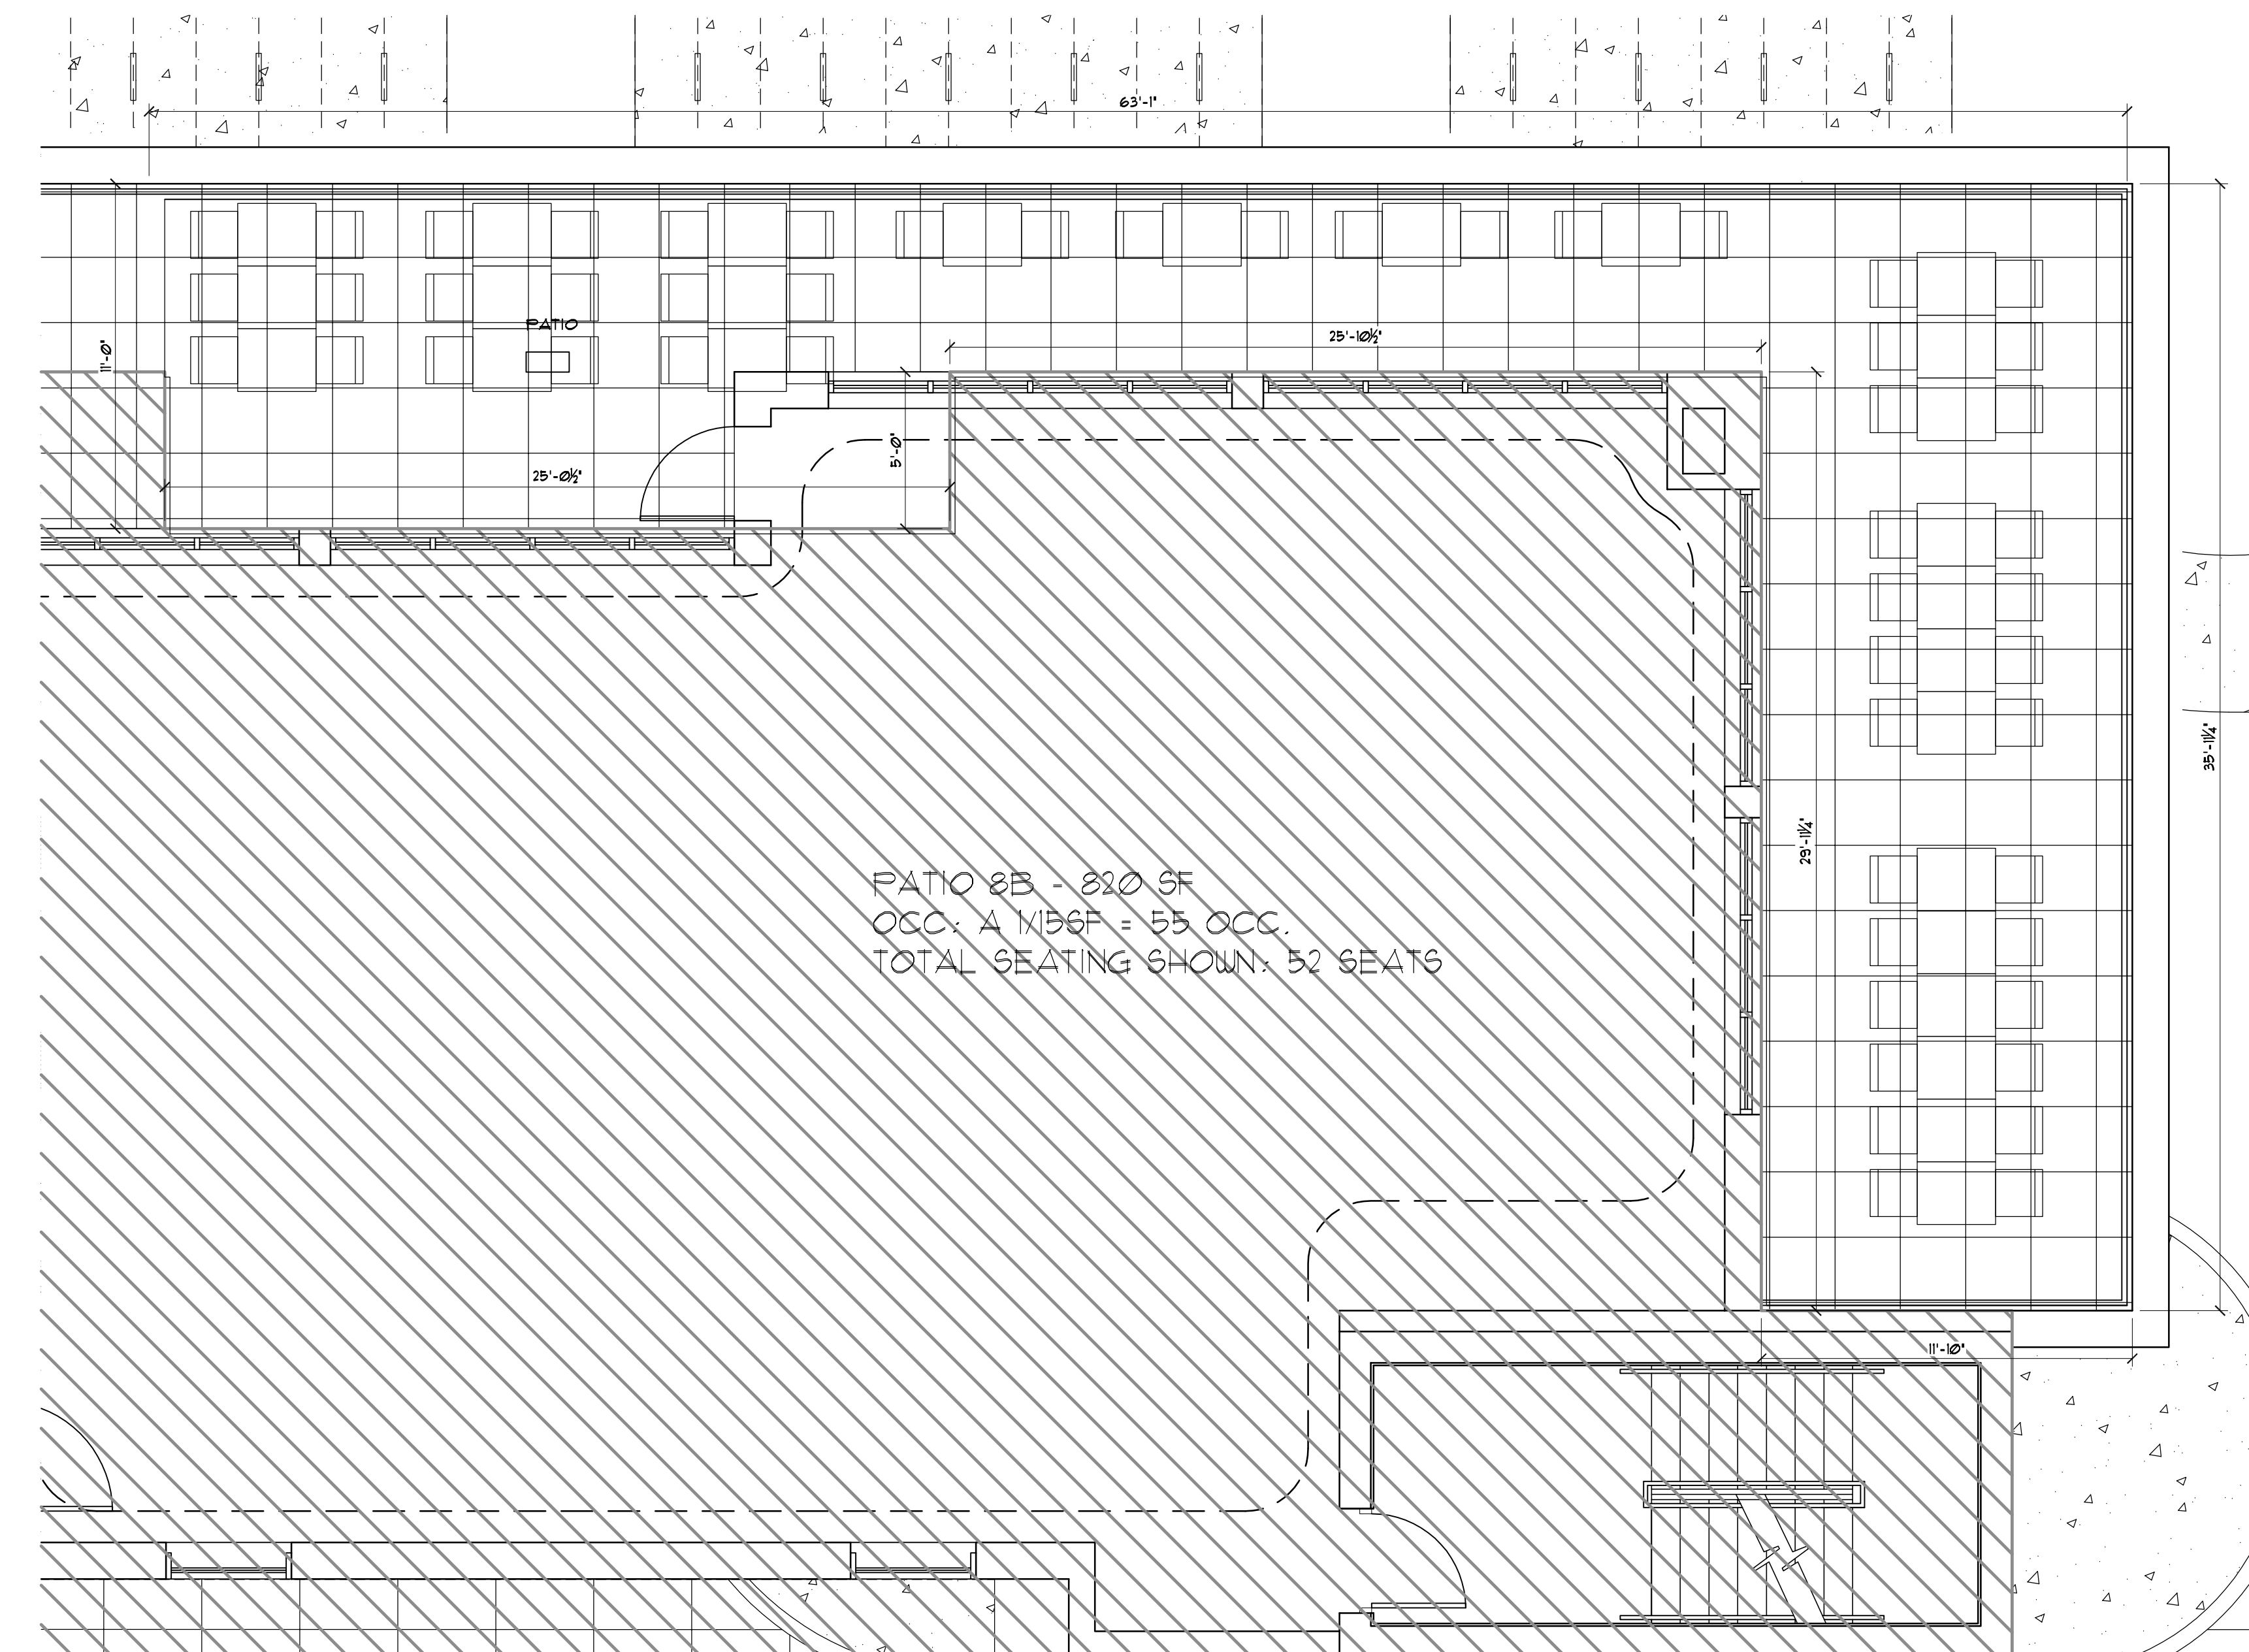 63'-1"
PATIO
25'-10½"
11'-0"
5'-0"
25'-0½"
35'-11¼"
29'-11¼"
PATIO 8B - 820 SF
OCC: A 1/15SF = 55 OCC.
TOTAL SEATING SHOWN: 52 SEATS
11'-10"